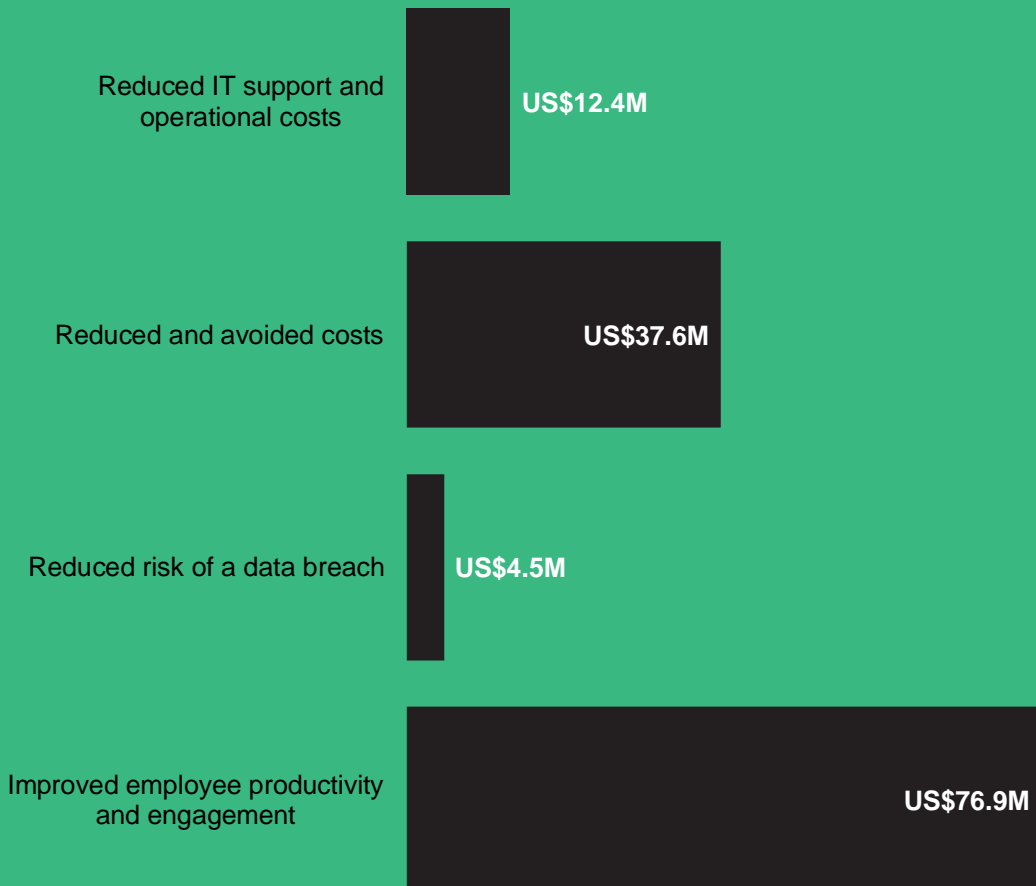 Reduced IT support and
operational costs
US$12.4M
Reduced and avoided costs
US$37.6M
Reduced risk of a data breach
US$4.5M
Improved employee productivity
and engagement
US$76.9M